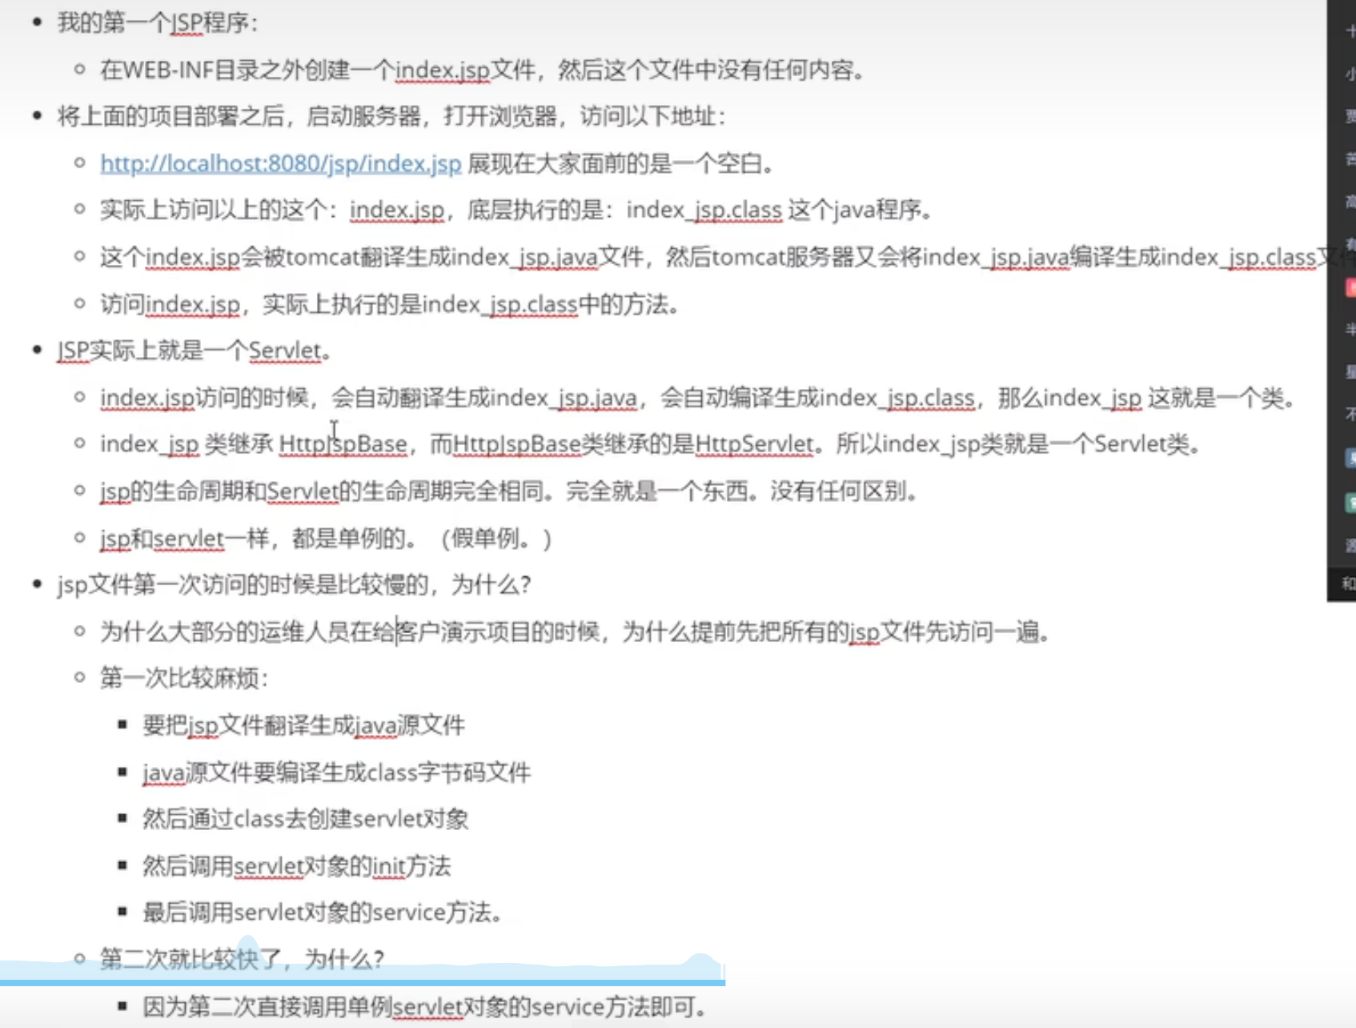 我的第一个JSP程序：
在WEB-INF目录之外创建一个index.jsp文件，然后这个文件中没有任何内容。
将上面的项目部署之后，启动服务器，打开浏览器，访问以下地址：
http://localhost:8080/jsp/index.jsp 展现在大家面前的是一个空白。
实际上访问以上的这个：index.jsp，底层执行的是：index_jsp.class 这个java程序。
这个index.jsp会被tomcat翻译生成index_jsp.java文件，然后tomcat服务器又会将index_jsp.java编译生成index_jsp.class文件
访问index.jsp，实际上执行的是index_jsp.class中的方法。
JSP实际上就是一个Servlet。
index.jsp访问的时候，会自动翻译生成index_jsp.java，会自动编译生成index_jsp.class，那么index_jsp 这就是一个类。
index_jsp 类继承 HttpJspBase，而HttpJspBase类继承的是HttpServlet。所以index_jsp类就是一个Servlet类。
jsp的生命周期和Servlet的生命周期完全相同。完全就是一个东西。没有任何区别。
jsp和servlet一样，都是单例的。（假单例。）
jsp文件第一次访问的时候是比较慢的，为什么？
为什么大部分的运维人员在给客户演示项目的时候，为什么提前先把所有的jsp文件先访问一遍。
第一次比较麻烦：
要把jsp文件翻译生成java源文件
java源文件要编译生成class字节码文件
然后通过class去创建servlet对象
然后调用servlet对象的init方法
最后调用servlet对象的service方法。
第二次就比较快了，为什么？
因为第二次直接调用单例servlet对象的service方法即可。